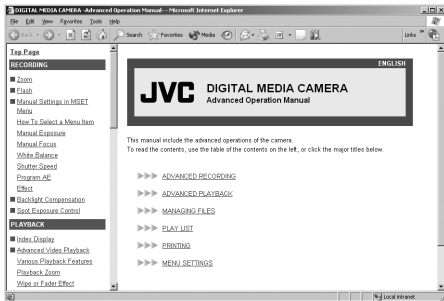 DIGITAL MEDIA CAMERA -Advanced Operation Manual- - Microsoft Internet Explorer
File Edit View Favorites Tools Help
Back Search Favorites Media Links »
Top Page
RECORDING
Zoom
Flash
Manual Settings in MSET
Menu
How To Select a Menu Item
Manual Exposure
Manual Focus
White Balance
Shutter Speed
Program AE
Effect
Backlight Compensation
Spot Exposure Control
PLAYBACK
Index Display
Advanced Video Playback
Various Playback Features
Playback Zoom
Wipe or Fader Effect
ENGLISH
JVC
DIGITAL MEDIA CAMERA
Advanced Operation Manual
This manual include the advanced operations of the camera.
To read the contents, use the table of the contents on the left, or click the major titles below.
ADVANCED RECORDING
ADVANCED PLAYBACK
MANAGING FILES
PLAY LIST
PRINTING
MENU SETTINGS
Local intranet